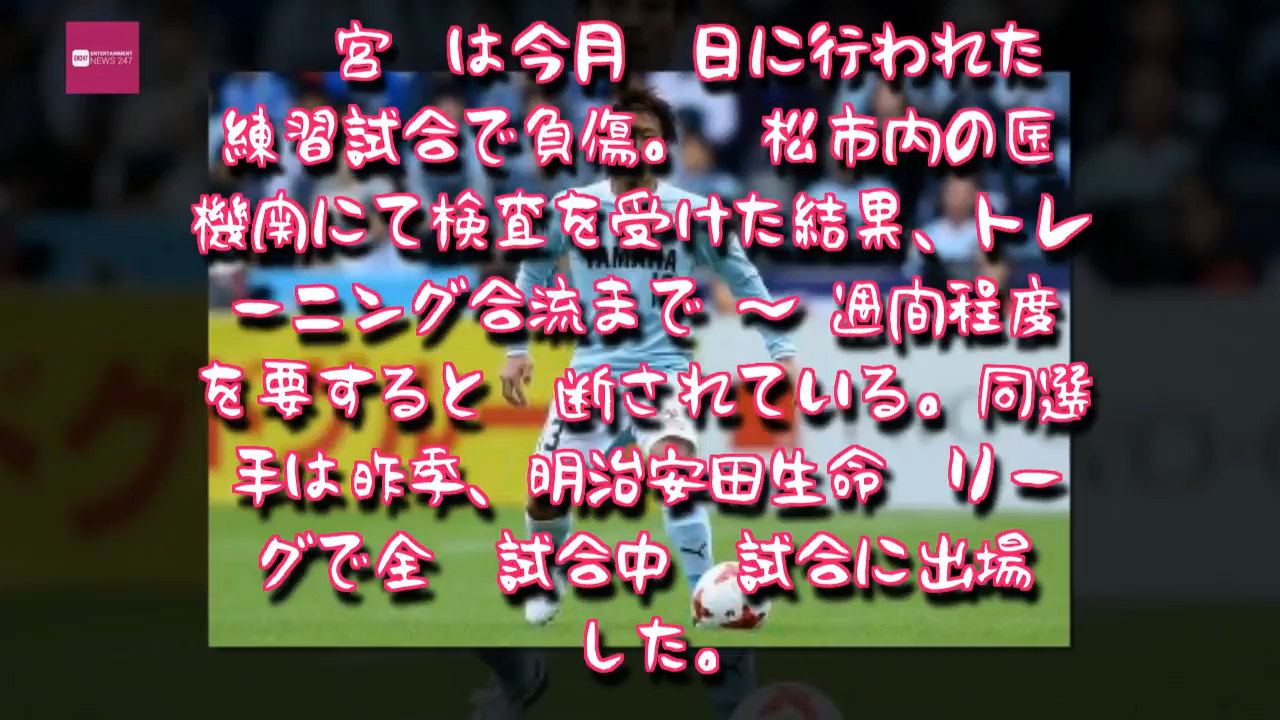 ENTERTAINMENT
NEWS 247
宮 は今月 日に行われた
練習試合で負傷。 松市内の医
機関にて検査を受けた結果、トレ
ーニング合流まで ～ 週間程度
を要すると 断されている。同選
手は昨季、明治安田生命 リー
グで全 試合中 試合に出場
した。
YAMAHA